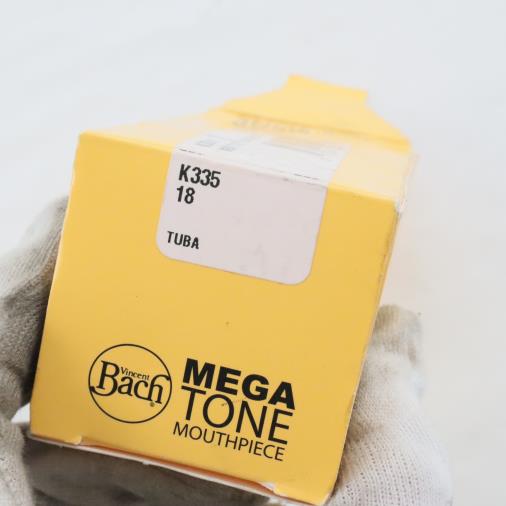 K335
18
TUBA
Vincent
Bach®
MEGA
TONE
MOUTHPIECE